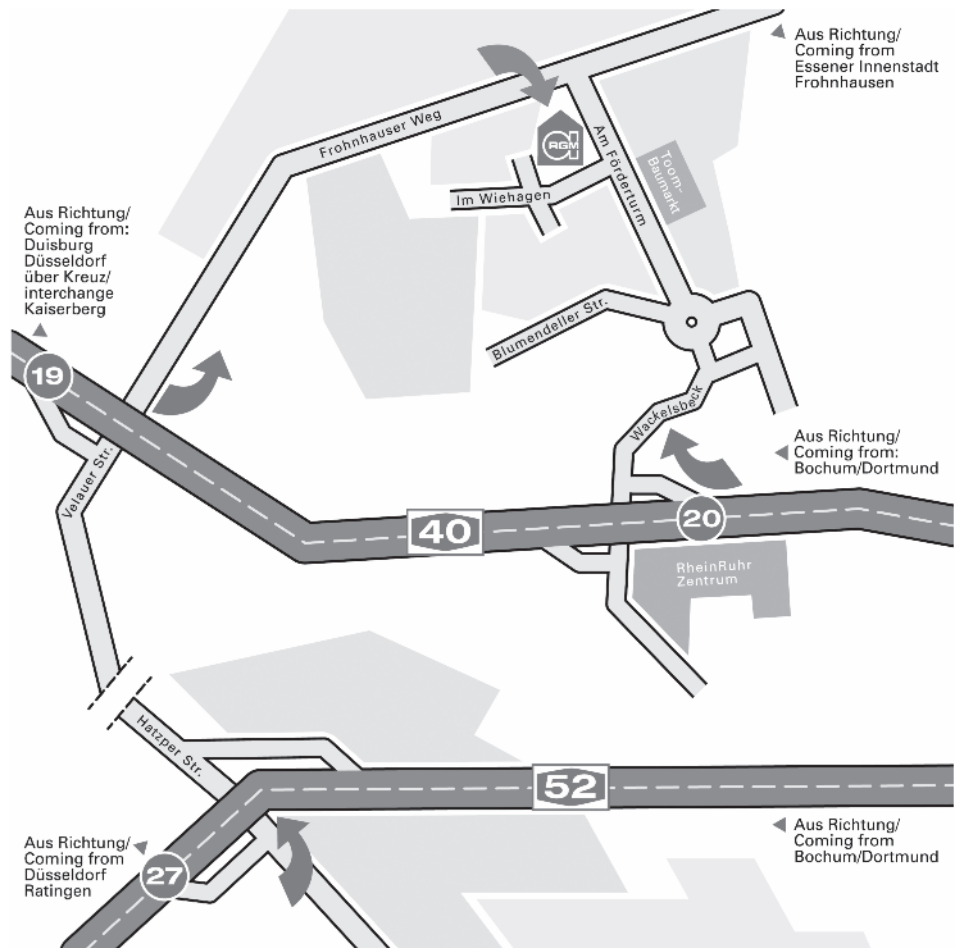 Aus Richtung/
Coming from
Essener Innenstadt
Frohnhausen
Frohnhauser Weg
RGM
Am Förderturm
Toom-
Baumarkt
Im Wiehagen
Aus Richtung/
Coming from:
Duisburg
Düsseldorf
über Kreuz/
interchange
Kaiserberg
Blumendeller Str.
19
Wackelsbeck
Velauer Str.
Aus Richtung/
Coming from:
Bochum/Dortmund
40
20
RheinRuhr
Zentrum
Hatzper Str.
52
Aus Richtung/
Coming from
Düsseldorf
Ratingen
27
Aus Richtung/
Coming from
Bochum/Dortmund